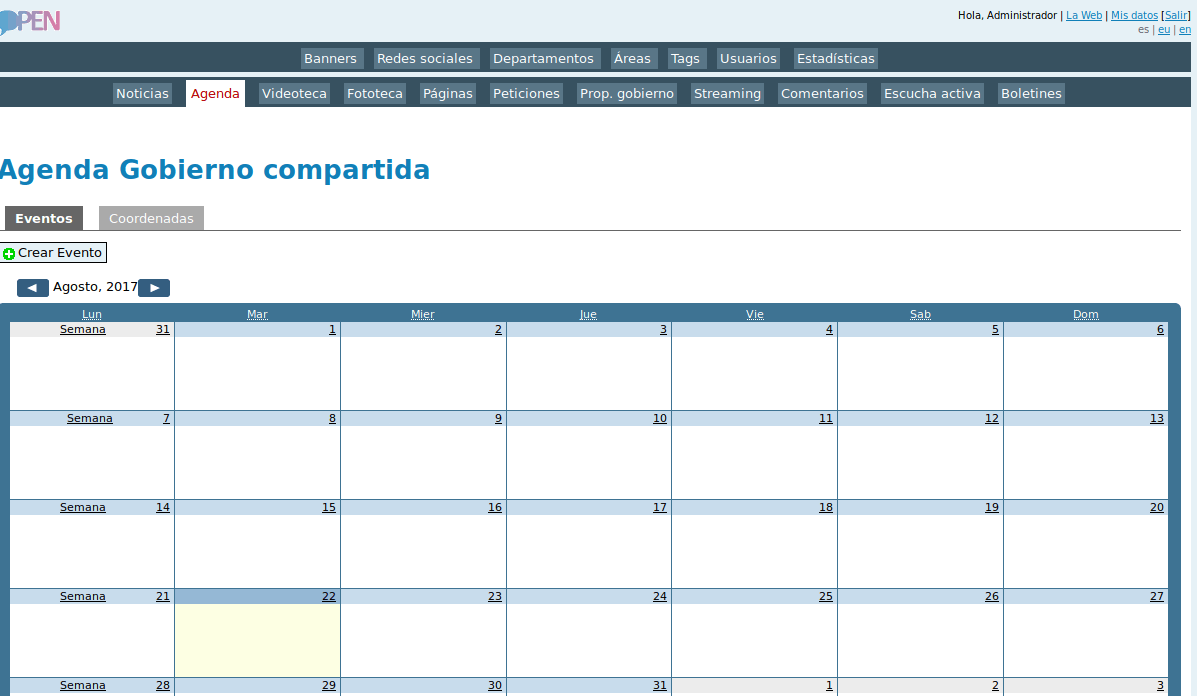 OPEN
Hola, Administrador | La Web | Mis datos [Salir]
es | eu | en
Banners Redes sociales Departamentos Áreas Tags Usuarios Estadísticas
Noticias Agenda Videoteca Fototeca Páginas Peticiones Prop. gobierno Streaming Comentarios Escucha activa Boletines
Agenda Gobierno compartida
Eventos Coordenadas
Crear Evento
◄ Agosto, 2017 ►
Lun Mar Mier Jue Vie Sab Dom
Semana 31 1 2 3 4 5 6
Semana 7 8 9 10 11 12 13
Semana 14 15 16 17 18 19 20
Semana 21 22 23 24 25 26 27
Semana 28 29 30 31 1 2 3